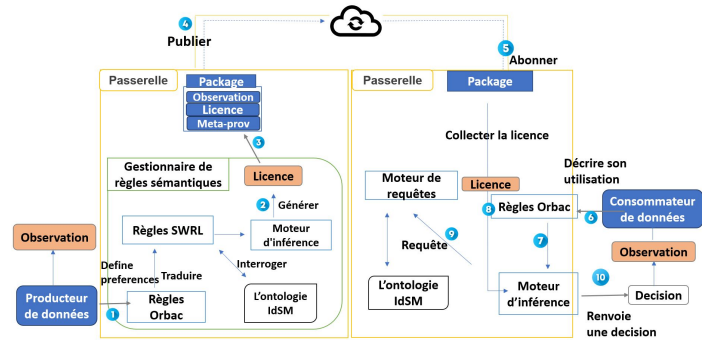 4
Publier
5
Abonner
Passerelle
Package
Observation
Licence
Meta-prov
3
Gestionnaire de
règles sémantiques
Licence
2
Générer
Règles SWRL
Moteur
d'inférence
Interroger
Observation
Define
preferences
Traduire
Producteur
de données
1
Règles
Orbac
L'ontologie
IdSM
Passerelle
Package
Collecter la licence
Moteur de
requêtes
Licence
8
Règles Orbac
Décrire son
utilisation
6
Consommateur
de données
Requête
9
7
Observation
L'ontologie
IdSM
Moteur
d'inférence
10
Decision
Renvoie
une decision